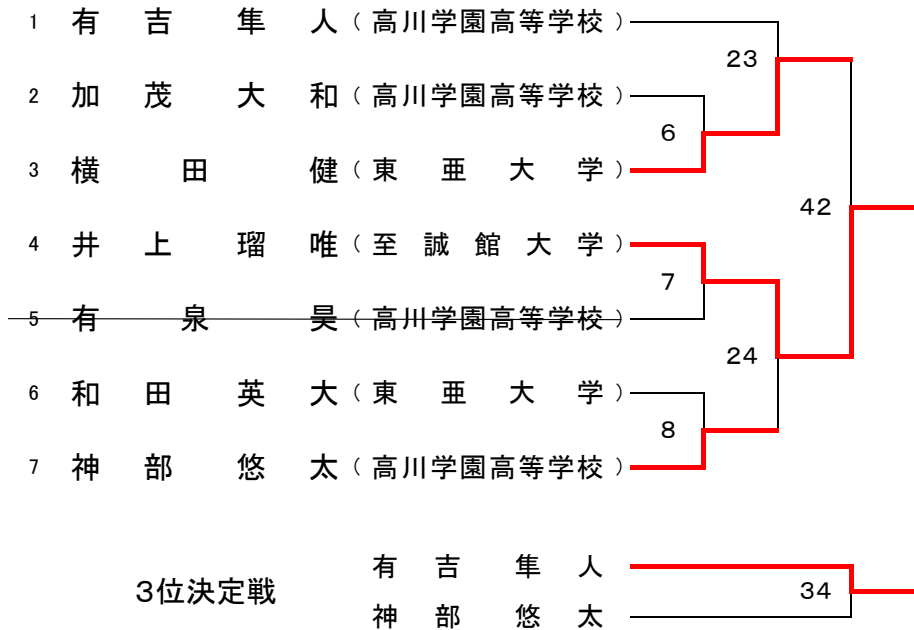 1 有吉隼人（高川学園高等学校）
23
2 加茂大和（高川学園高等学校）
6
3 横田健（東亜大学）
42
4 井上瑠唯（至誠館大学）
7
5 有泉昊（高川学園高等学校）
24
6 和田英大（東亜大学）
8
7 神部悠太（高川学園高等学校）
有吉隼人
3位決定戦 34
神部悠太